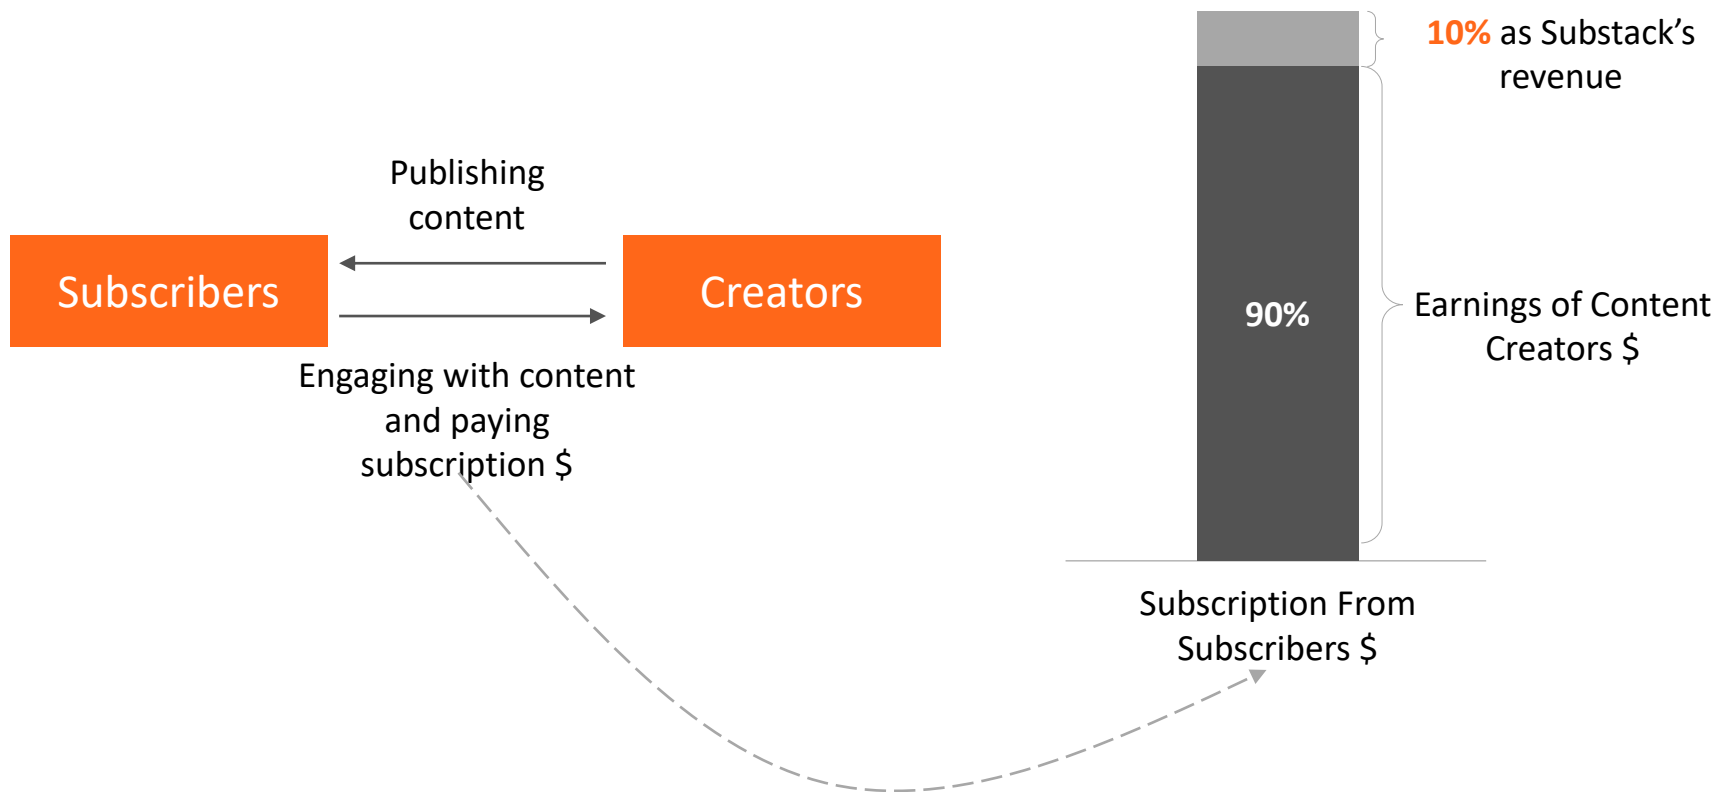 Publishing
content
Subscribers
Creators
Engaging with content
and paying
subscription $
10% as Substack’s
revenue
90%
Earnings of Content
Creators $
Subscription From
Subscribers $